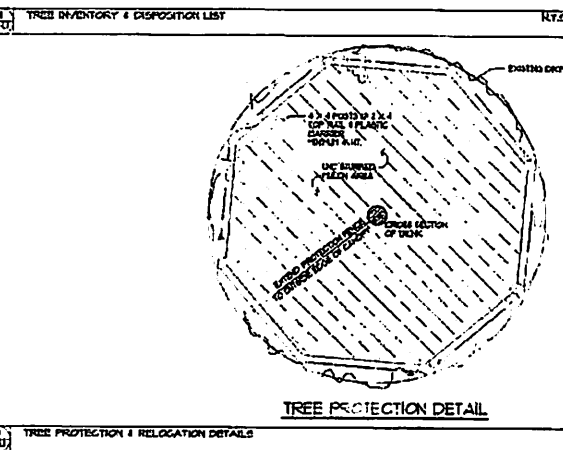 TREE INVENTORY & DISPOSITION LIST
N.T.S
EXISTING
4 X 4 POSTS W/ 2 X 4
TOP RAIL & PLASTIC
BARRIER
MULCH AREA
CROSS SECTION
OF TRUNK
EXTEND PROTECTION FENCE
TO OUTSIDE EDGE OF CANOPY
TREE PROTECTION DETAIL
TREE PROTECTION & RELOCATION DETAILS